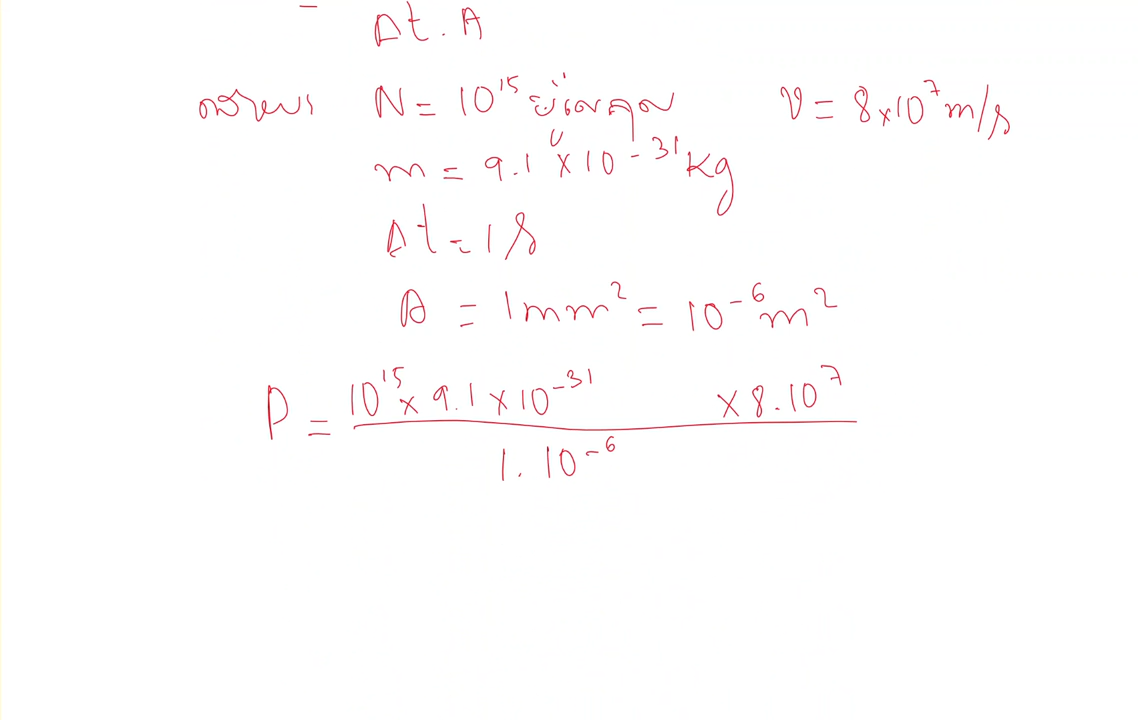 Δt . A
N = 10¹⁵ v = 8×10⁷ m/s
m = 9.1 × 10⁻³¹ Kg
Δt = 1 s
A = 1 mm² = 10⁻⁶ m²
P = 10¹⁵ × 9.1 × 10⁻³¹ × 8.10⁷
1. 10⁻⁶